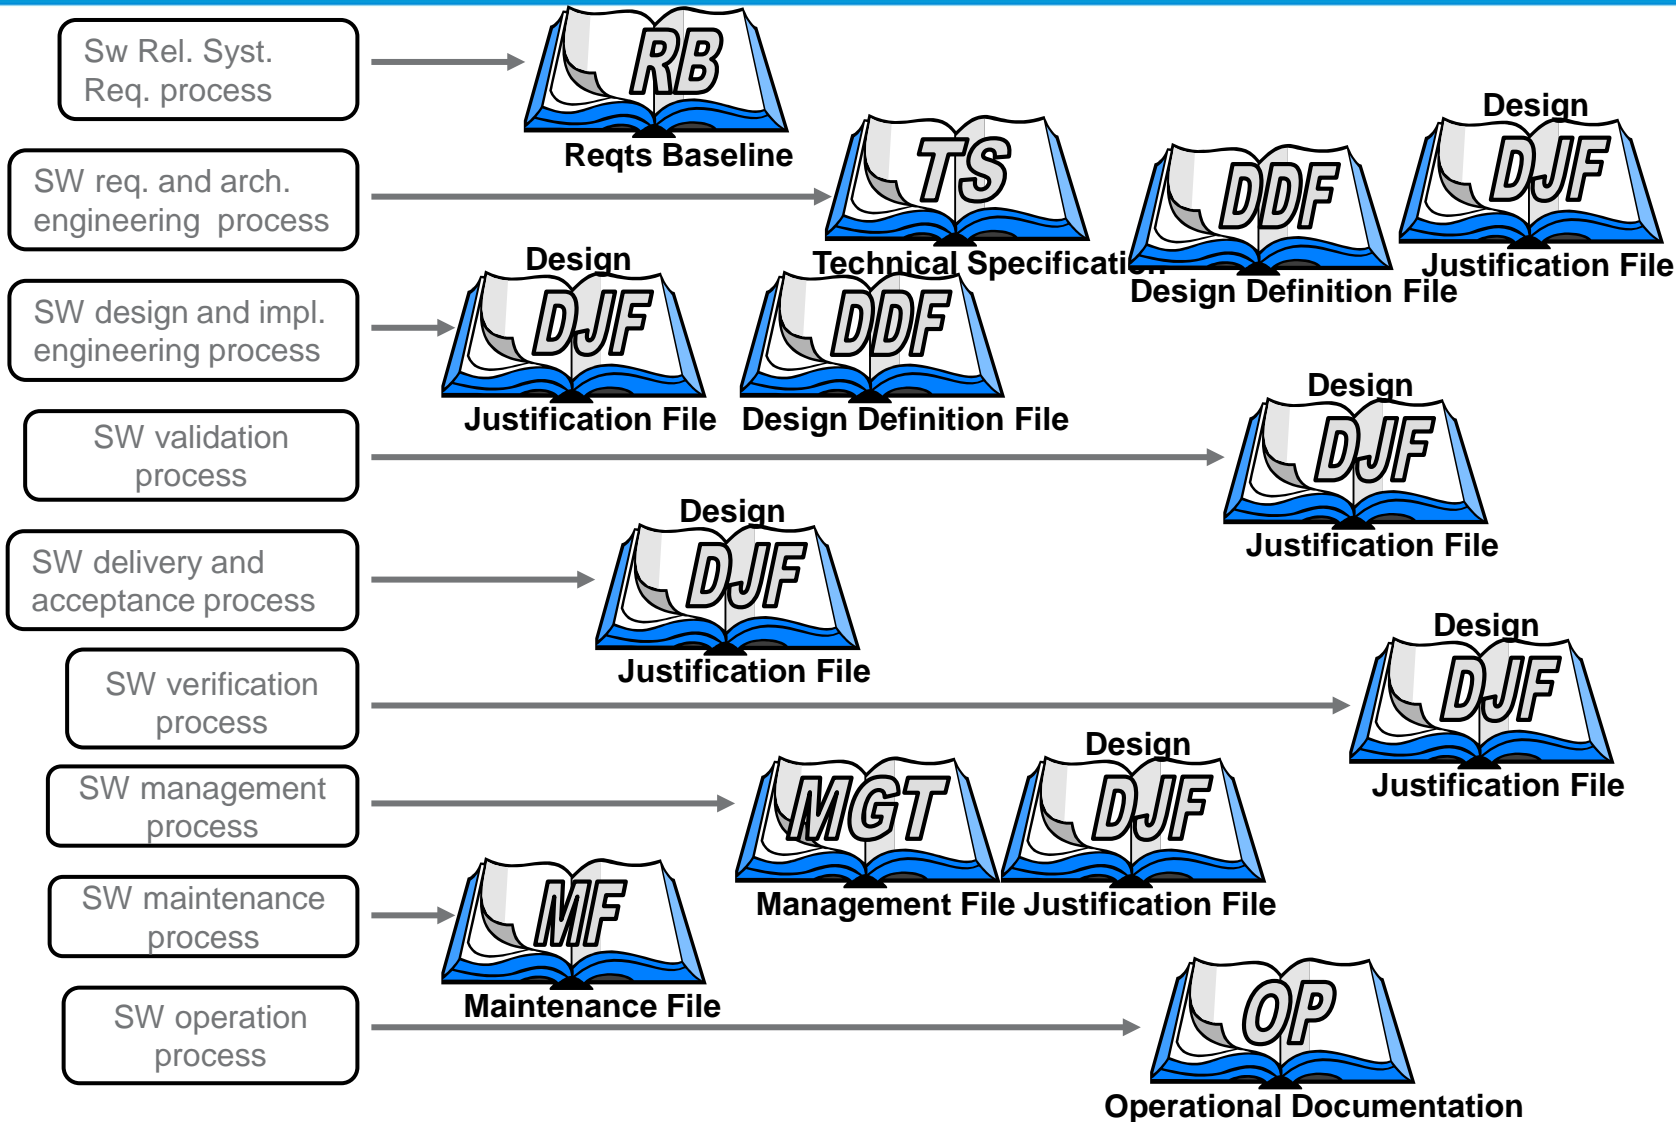 Sw Rel. Syst.
Req. process
RB
Reqts Baseline
SW req. and arch.
engineering process
TS
Technical Specification
DDF
Design Definition File
Design
DJF
Justification File
SW design and impl.
engineering process
Design
DJF
Justification File
DDF
Design Definition File
SW validation
process
Design
DJF
Justification File
SW delivery and
acceptance process
Design
DJF
Justification File
SW verification
process
Design
DJF
Justification File
SW management
process
MGT
Management File
Design
DJF
Justification File
SW maintenance
process
MF
Maintenance File
SW operation
process
OP
Operational Documentation